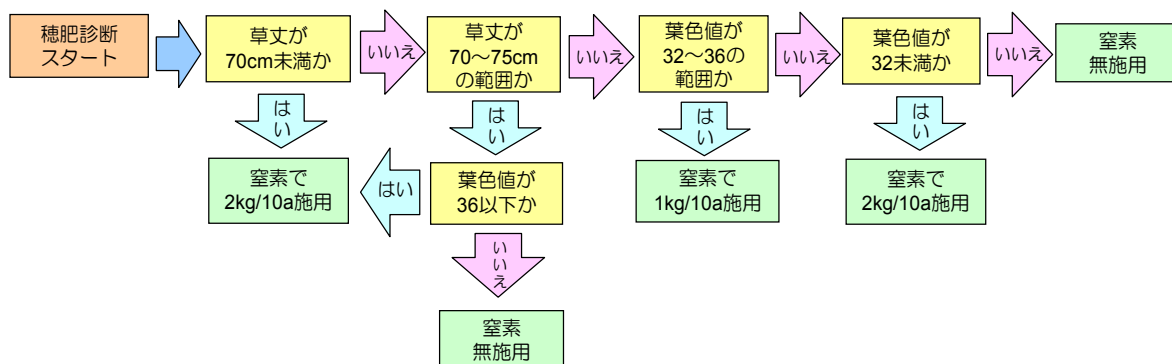 穂肥診断
スタート
草丈が
70cm未満か
いいえ
草丈が
70～75cm
の範囲か
いいえ
葉色値が
32～36の
範囲か
いいえ
葉色値が
32未満か
いいえ
窒素
無施用
はい
はい
はい
はい
窒素で
2kg/10a施用
はい
葉色値が
36以下か
窒素で
1kg/10a施用
窒素で
2kg/10a施用
いいえ
窒素
無施用